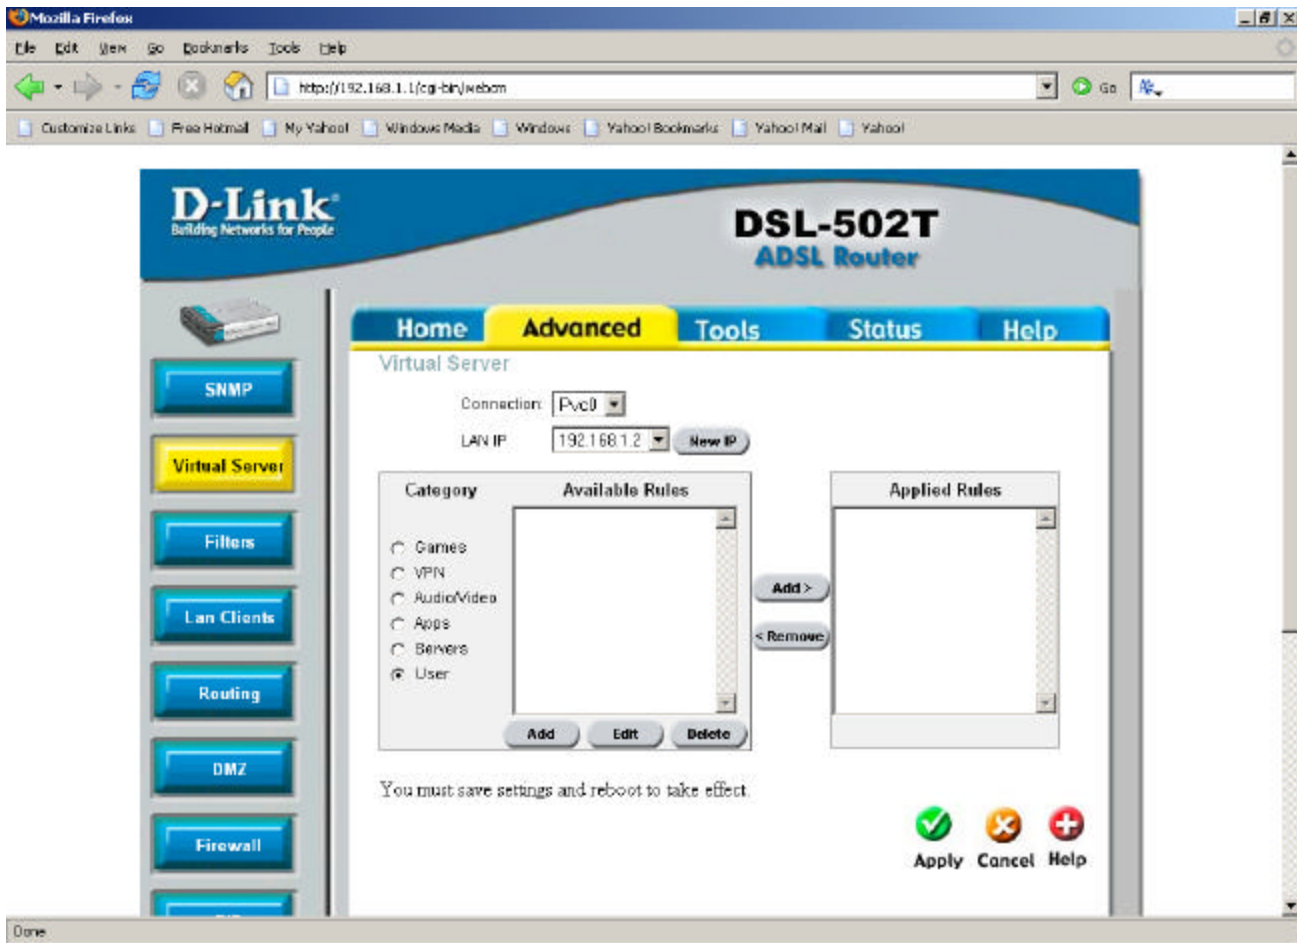 Mozilla Firefox
File Edit View Go Bookmarks Tools Help
http://192.168.1.1/cgi-bin/webcm Go
Customize Links Free Hotmail My Yahoo! Windows Media Windows Yahoo! Bookmarks Yahoo! Mail Yahoo!
D-Link
Building Networks for People
DSL-502T
ADSL Router
Home Advanced Tools Status Help
SNMP
Virtual Server
Filters
Lan Clients
Routing
DMZ
Firewall
Virtual Server
Connection: Pvc0
LAN IP 192.168.1.2 New IP
Category Available Rules Applied Rules
Games
VPN
Audio/Video
Apps
Servers
User
Add >
< Remove
Add Edit Delete
You must save settings and reboot to take effect.
Apply Cancel Help
Done